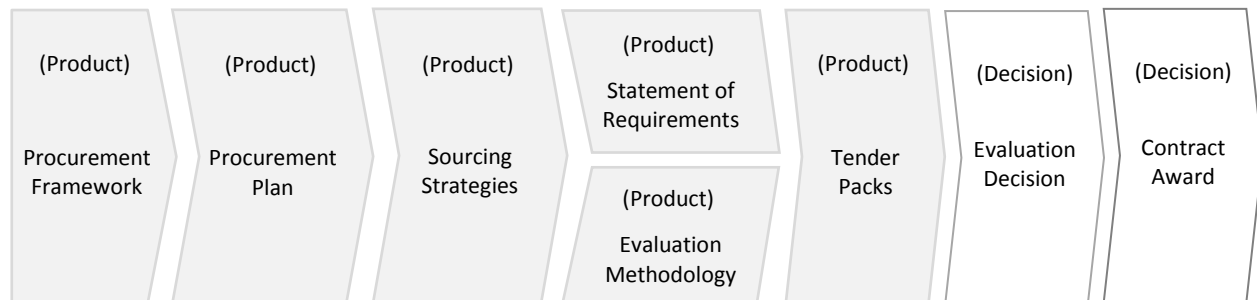 (Product)
Procurement
Framework
(Product)
Procurement
Plan
(Product)
Sourcing
Strategies
(Product)
Statement of
Requirements
(Product)
Evaluation
Methodology
(Product)
Tender
Packs
(Decision)
Evaluation
Decision
(Decision)
Contract
Award